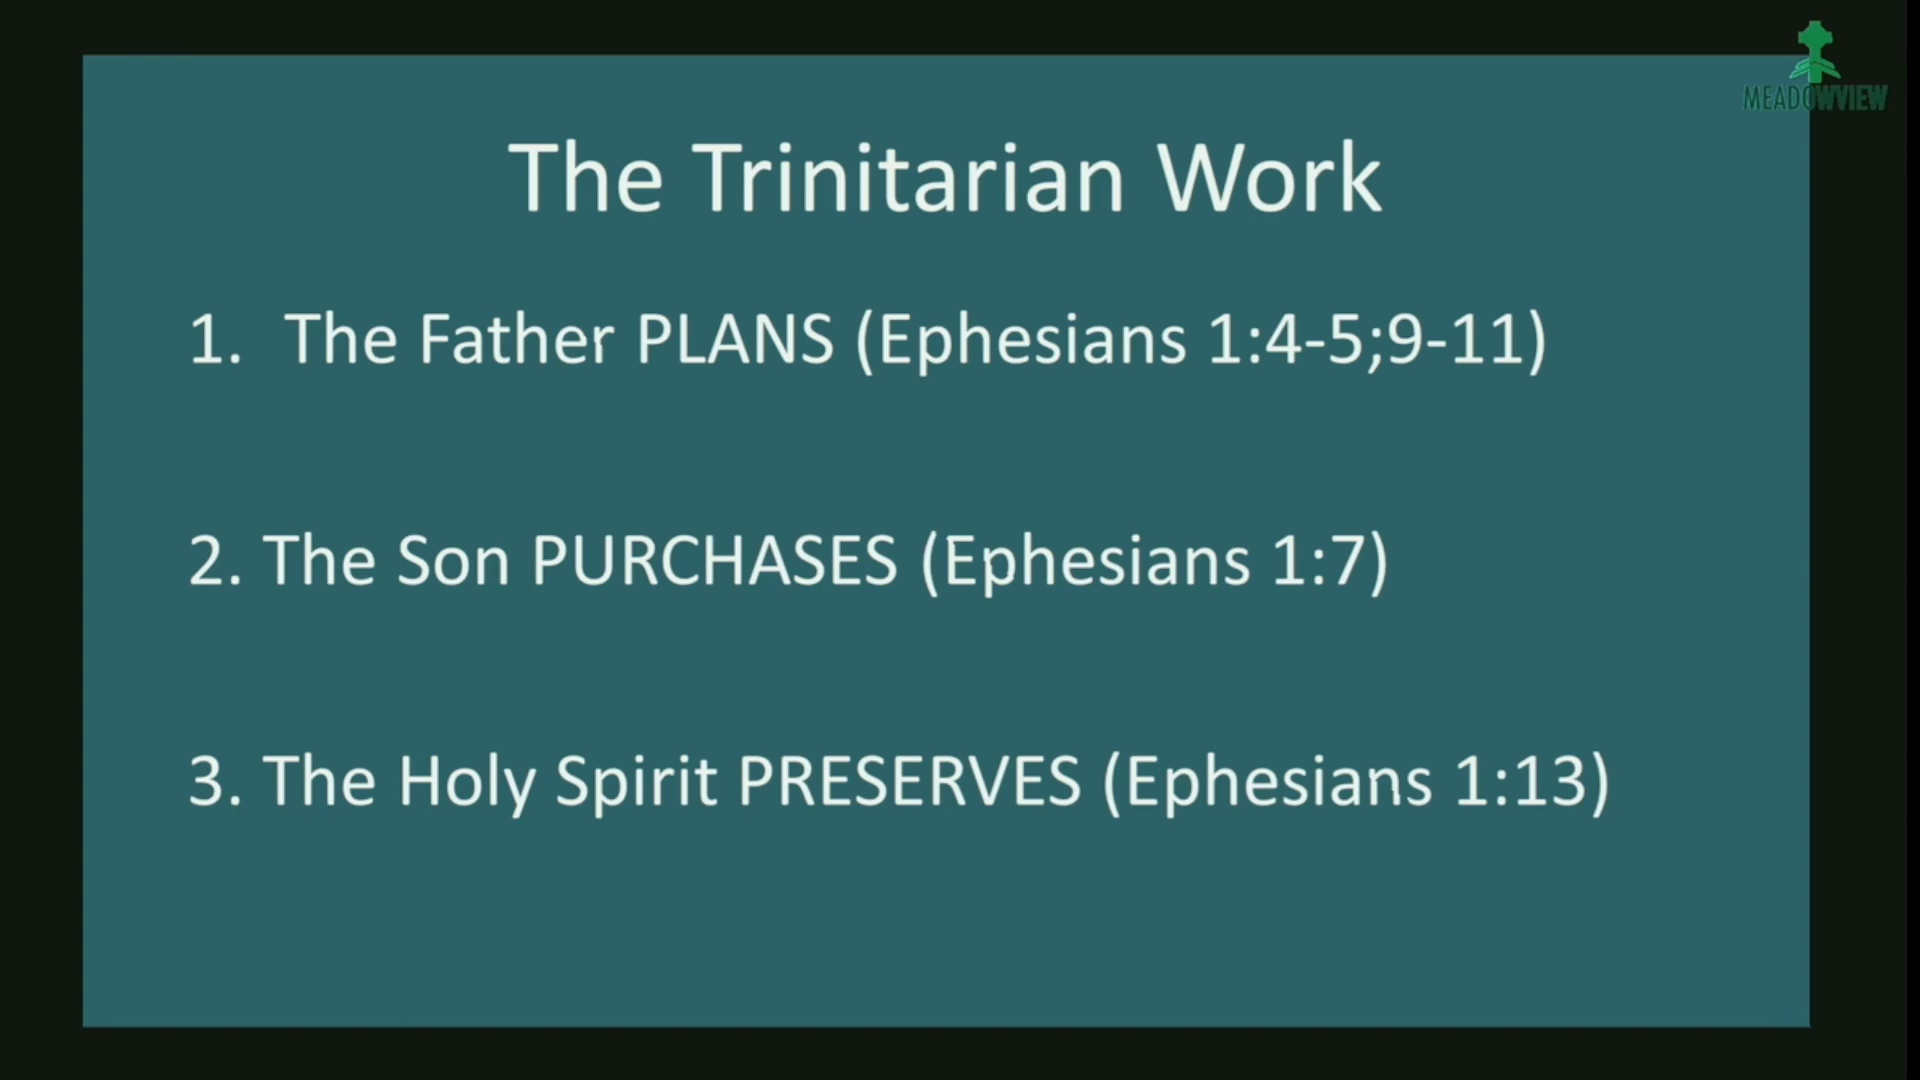 MEADOWVIEW
The Trinitarian Work
1. The Father PLANS (Ephesians 1:4-5;9-11)
2. The Son PURCHASES (Ephesians 1:7)
3. The Holy Spirit PRESERVES (Ephesians 1:13)